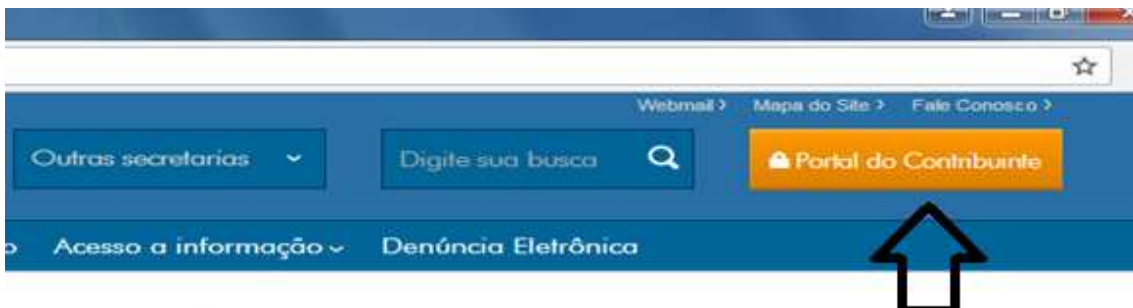 Webmail > Mapa do Site > Fale Conosco >
Outras secretarias Digite sua busca Portal do Contribuinte
o Acesso a informação Denúncia Eletrônica